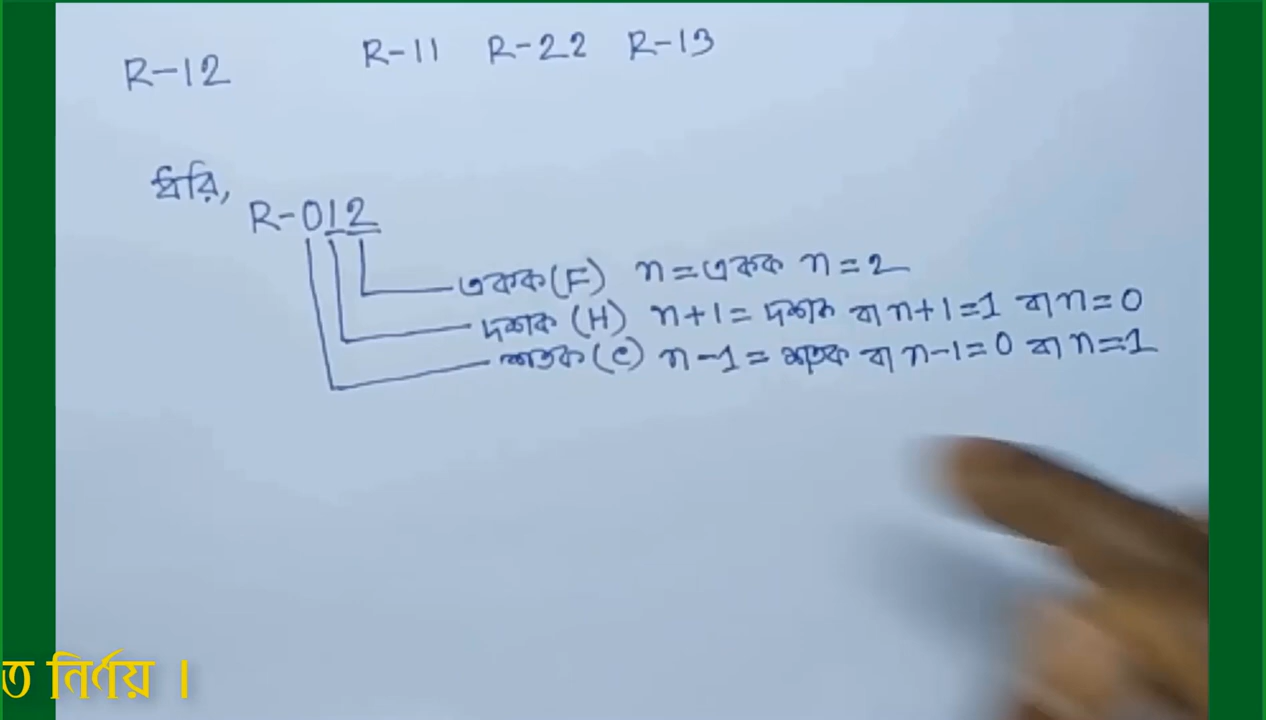 R-12 R-11 R-22 R-13
ধরি,
R-012
একক(F) n=একক n=2
দশক (H) n+1= দশক বা n+1=1 বা n=0
শতক(C) n-1= শতক বা n-1=0 বা n=1
ত নির্ণয় ।